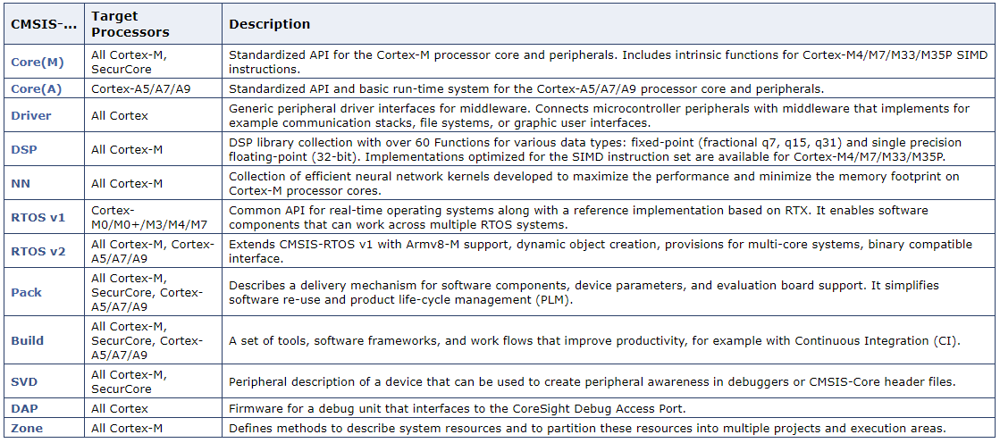 CMSIS-... Target Processors Description
Core(M) All Cortex-M, SecurCore Standardized API for the Cortex-M processor core and peripherals. Includes intrinsic functions for Cortex-M4/M7/M33/M35P SIMD instructions.
Core(A) Cortex-A5/A7/A9 Standardized API and basic run-time system for the Cortex-A5/A7/A9 processor core and peripherals.
Driver All Cortex Generic peripheral driver interfaces for middleware. Connects microcontroller peripherals with middleware that implements for example communication stacks, file systems, or graphic user interfaces.
DSP All Cortex-M DSP library collection with over 60 Functions for various data types: fixed-point (fractional q7, q15, q31) and single precision floating-point (32-bit). Implementations optimized for the SIMD instruction set are available for Cortex-M4/M7/M33/M35P.
NN All Cortex-M Collection of efficient neural network kernels developed to maximize the performance and minimize the memory footprint on Cortex-M processor cores.
RTOS v1 Cortex-M0/M0+/M3/M4/M7 Common API for real-time operating systems along with a reference implementation based on RTX. It enables software components that can work across multiple RTOS systems.
RTOS v2 All Cortex-M, Cortex-A5/A7/A9 Extends CMSIS-RTOS v1 with Armv8-M support, dynamic object creation, provisions for multi-core systems, binary compatible interface.
Pack All Cortex-M, SecurCore, Cortex-A5/A7/A9 Describes a delivery mechanism for software components, device parameters, and evaluation board support. It simplifies software re-use and product life-cycle management (PLM).
Build All Cortex-M, SecurCore, Cortex-A5/A7/A9 A set of tools, software frameworks, and work flows that improve productivity, for example with Continuous Integration (CI).
SVD All Cortex-M, SecurCore Peripheral description of a device that can be used to create peripheral awareness in debuggers or CMSIS-Core header files.
DAP All Cortex Firmware for a debug unit that interfaces to the CoreSight Debug Access Port.
Zone All Cortex-M Defines methods to describe system resources and to partition these resources into multiple projects and execution areas.